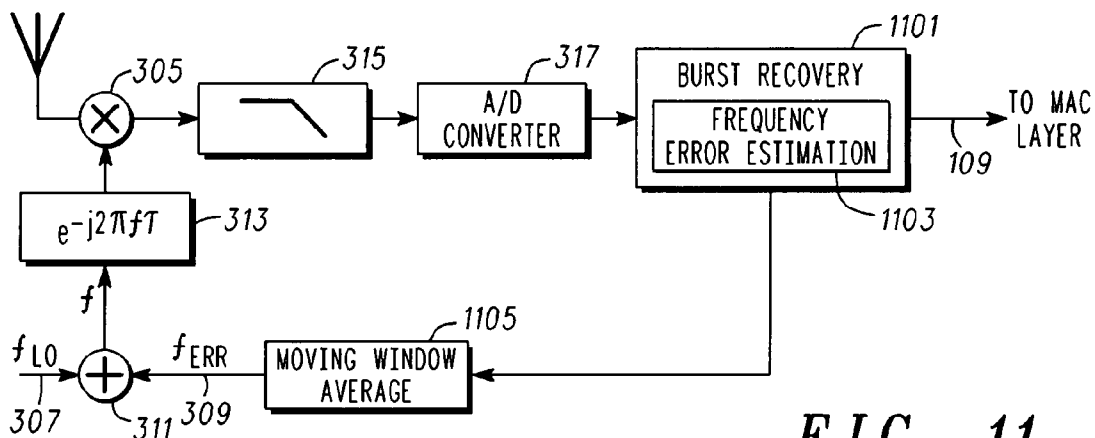 1101
305
315
317
BURST RECOVERY
A/D
CONVERTER
FREQUENCY
ERROR ESTIMATION
TO MAC
LAYER
109
1103
e-j2πfT
313
f
1105
fLO
fERR
MOVING WINDOW
AVERAGE
307
311
309
FIG. 11